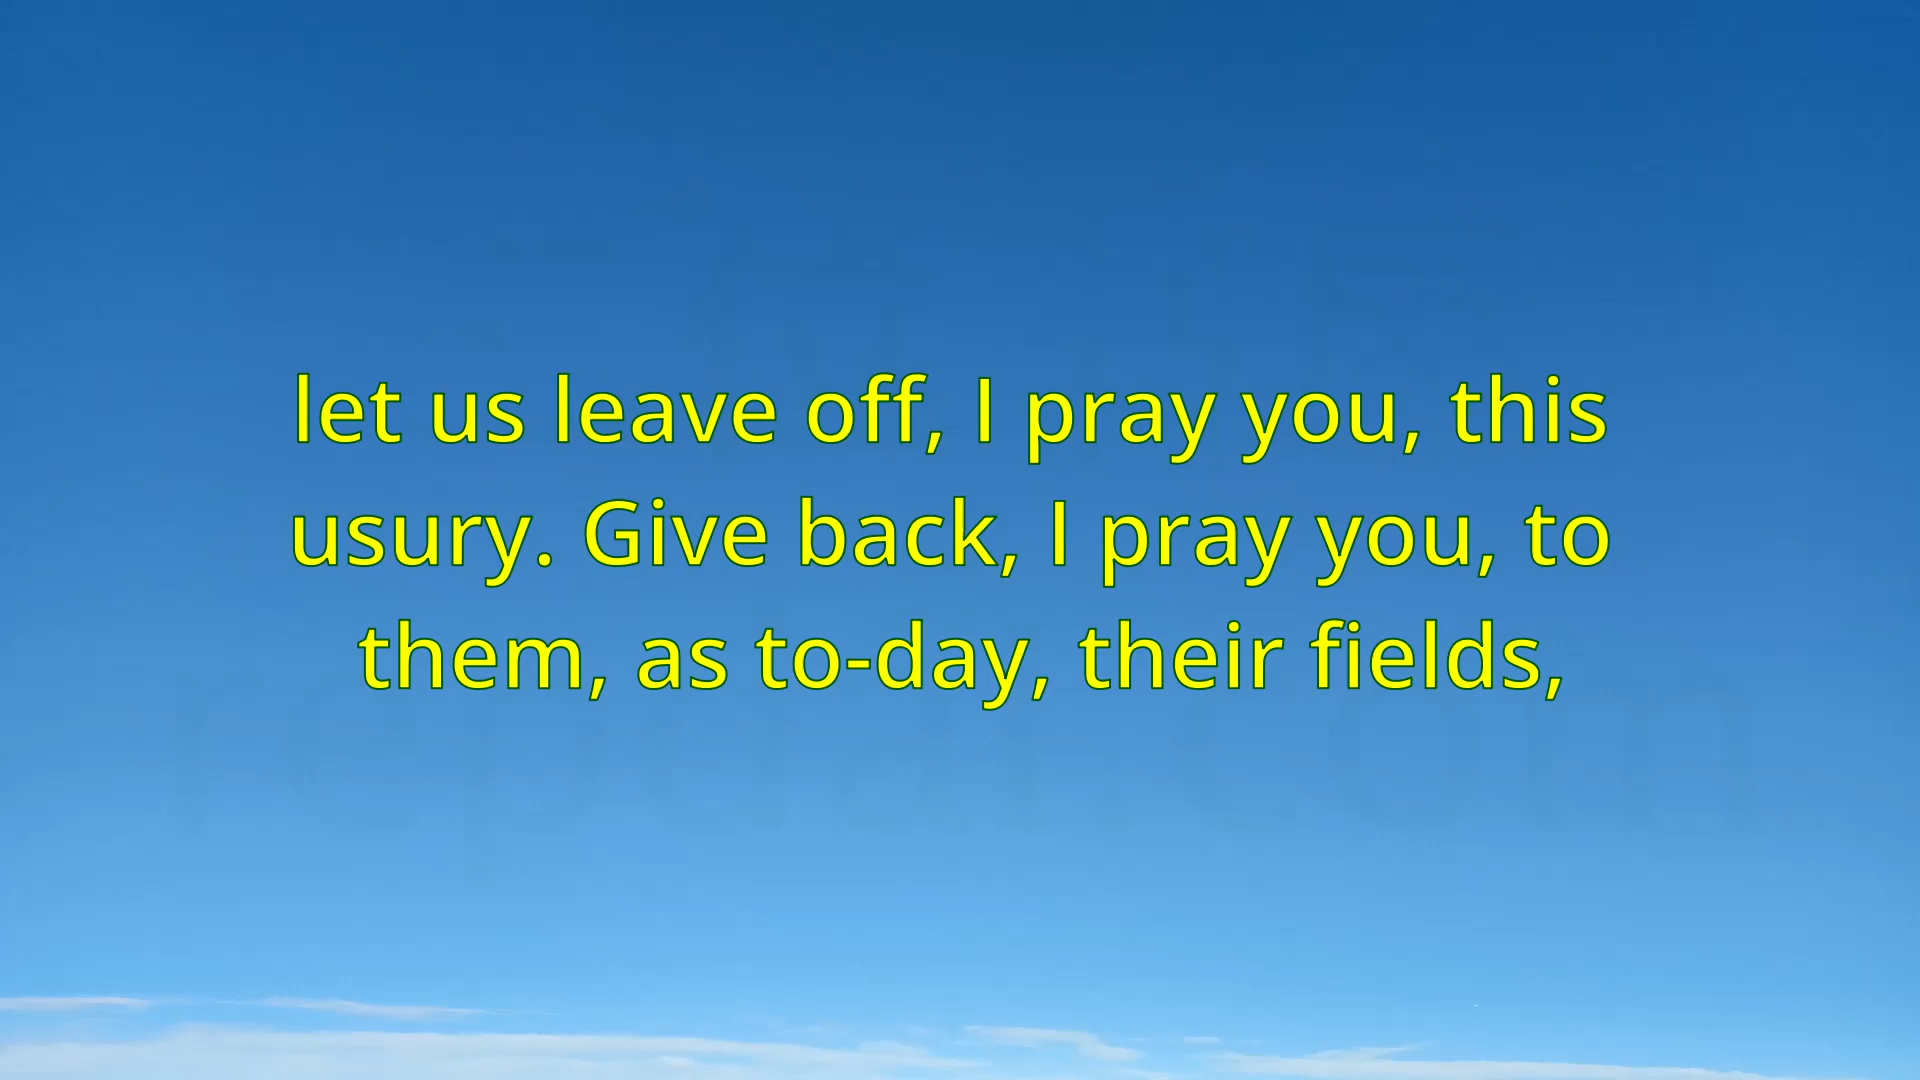 let us leave off, I pray you, this
usury. Give back, I pray you, to
them, as to-day, their fields,